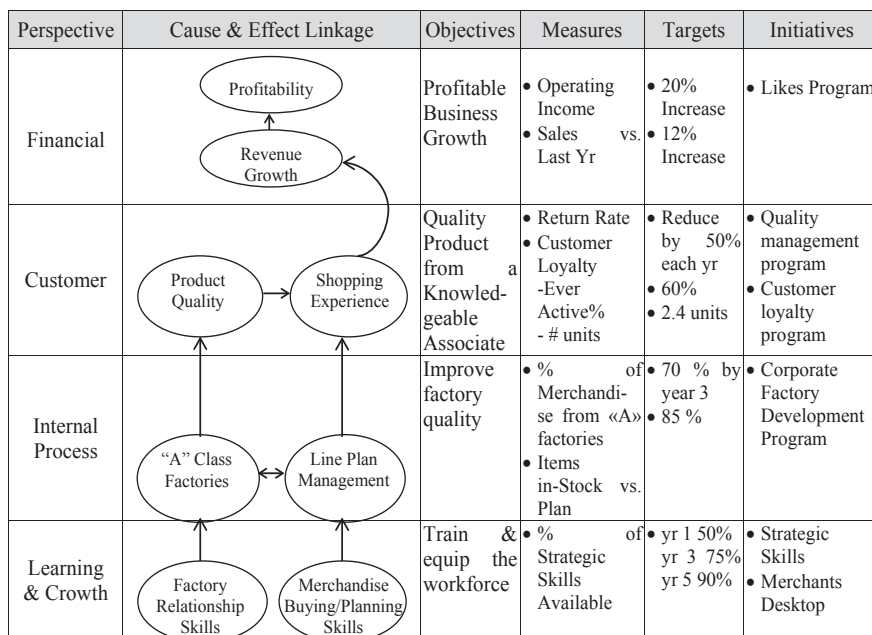 Perspective
Cause & Effect Linkage
Objectives
Measures
Targets
Initiatives
Financial
Profitability
Revenue
Growth
Profitable
Business
Growth
• Operating
Income
• Sales vs.
Last Yr
• 20%
Increase
• 12%
Increase
• Likes Program
Customer
Product
Quality
Shopping
Experience
Quality
Product
from a
Knowled-
geable
Associate
• Return Rate
• Customer
Loyalty
-Ever
Active%
- # units
• Reduce
by 50%
each yr
• 60%
• 2.4 units
• Quality
management
program
• Customer
loyalty
program
Internal
Process
“A” Class
Factories
Line Plan
Management
Improve
factory
quality
• % of
Merchandi-
se from «A»
factories
• Items
in-Stock vs.
Plan
• 70 % by
year 3
• 85 %
• Corporate
Factory
Development
Program
Learning
& Growth
Factory
Relationship
Skills
Merchandise
Buying/Planning
Skills
Train &
equip the
workforce
• % of
Strategic
Skills
Available
• yr 1 50%
yr 3 75%
yr 5 90%
• Strategic
Skills
• Merchants
Desktop